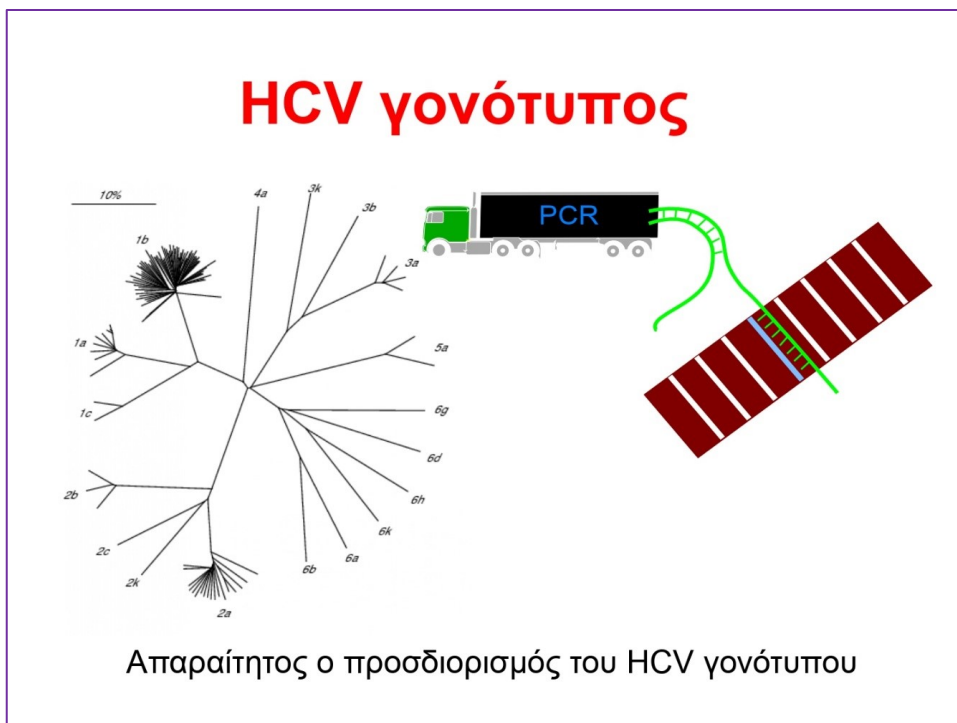 HCV γονότυπος
10%
4a
3k
3b
PCR
1b
3a
1a
5a
1c
6g
6d
2b
6h
6k
2c
6a
6b
2k
2a
Απαραίτητος ο προσδιορισμός του HCV γονότυπου